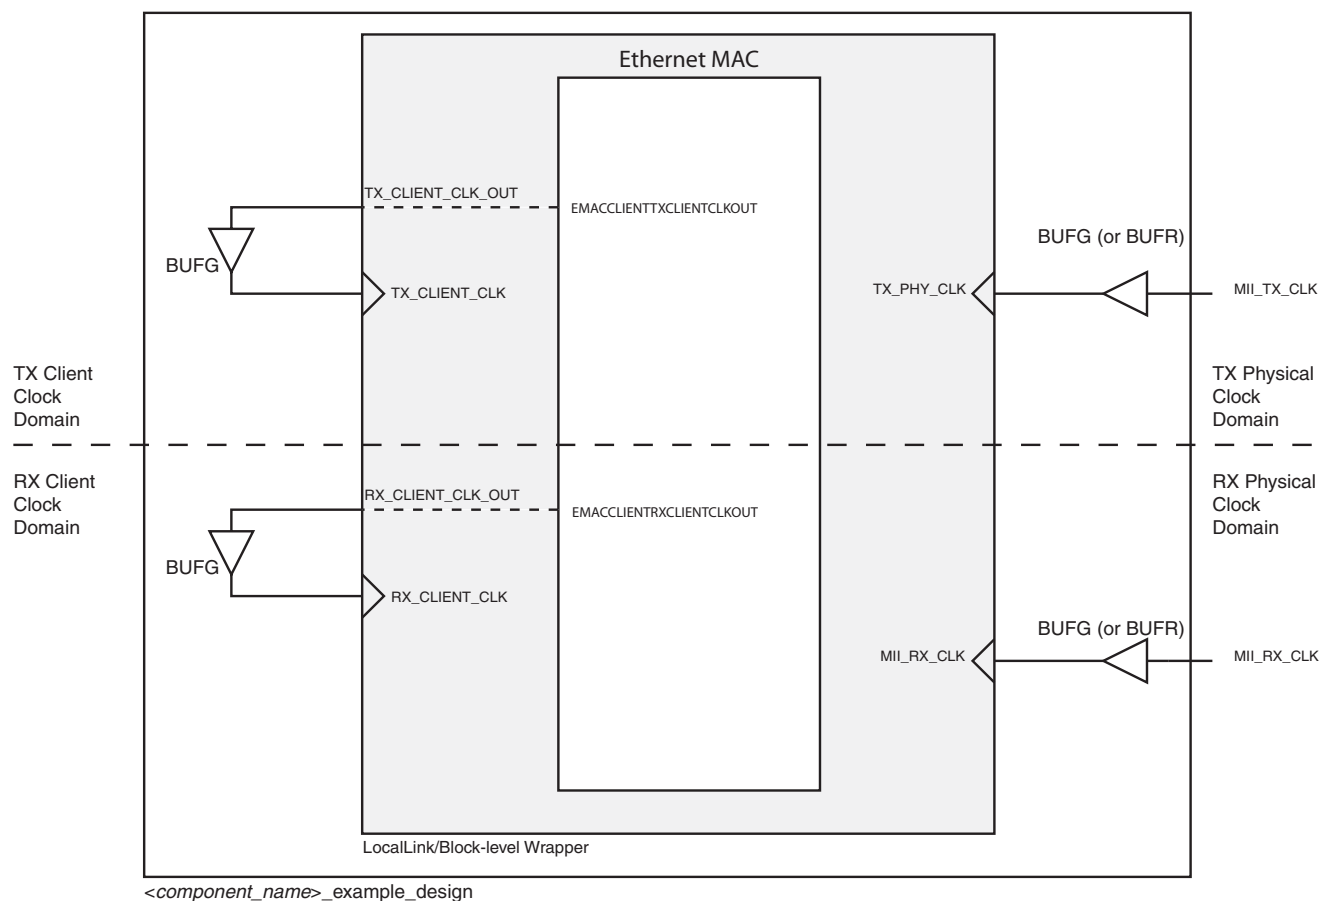 Ethernet MAC
TX_CLIENT_CLK_OUT
EMACCLIENTTXCLIENTCLKOUT
BUFG
TX_CLIENT_CLK
BUFG (or BUFR)
TX_PHY_CLK
MII_TX_CLK
TX Client
Clock
Domain
TX Physical
Clock
Domain
RX Client
Clock
Domain
RX Physical
Clock
Domain
RX_CLIENT_CLK_OUT
EMACCLIENTRXCLIENTCLKOUT
BUFG
RX_CLIENT_CLK
BUFG (or BUFR)
MII_RX_CLK
MII_RX_CLK
LocalLink/Block-level Wrapper
<component_name>_example_design